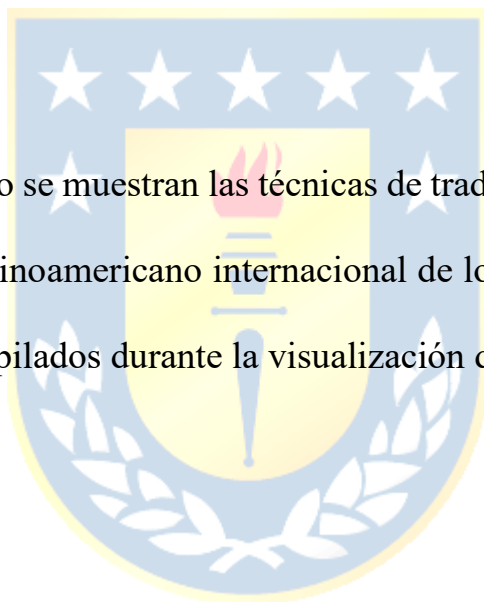 o se muestran las técnicas de trad
inoamericano internacional de lo
pilados durante la visualización d